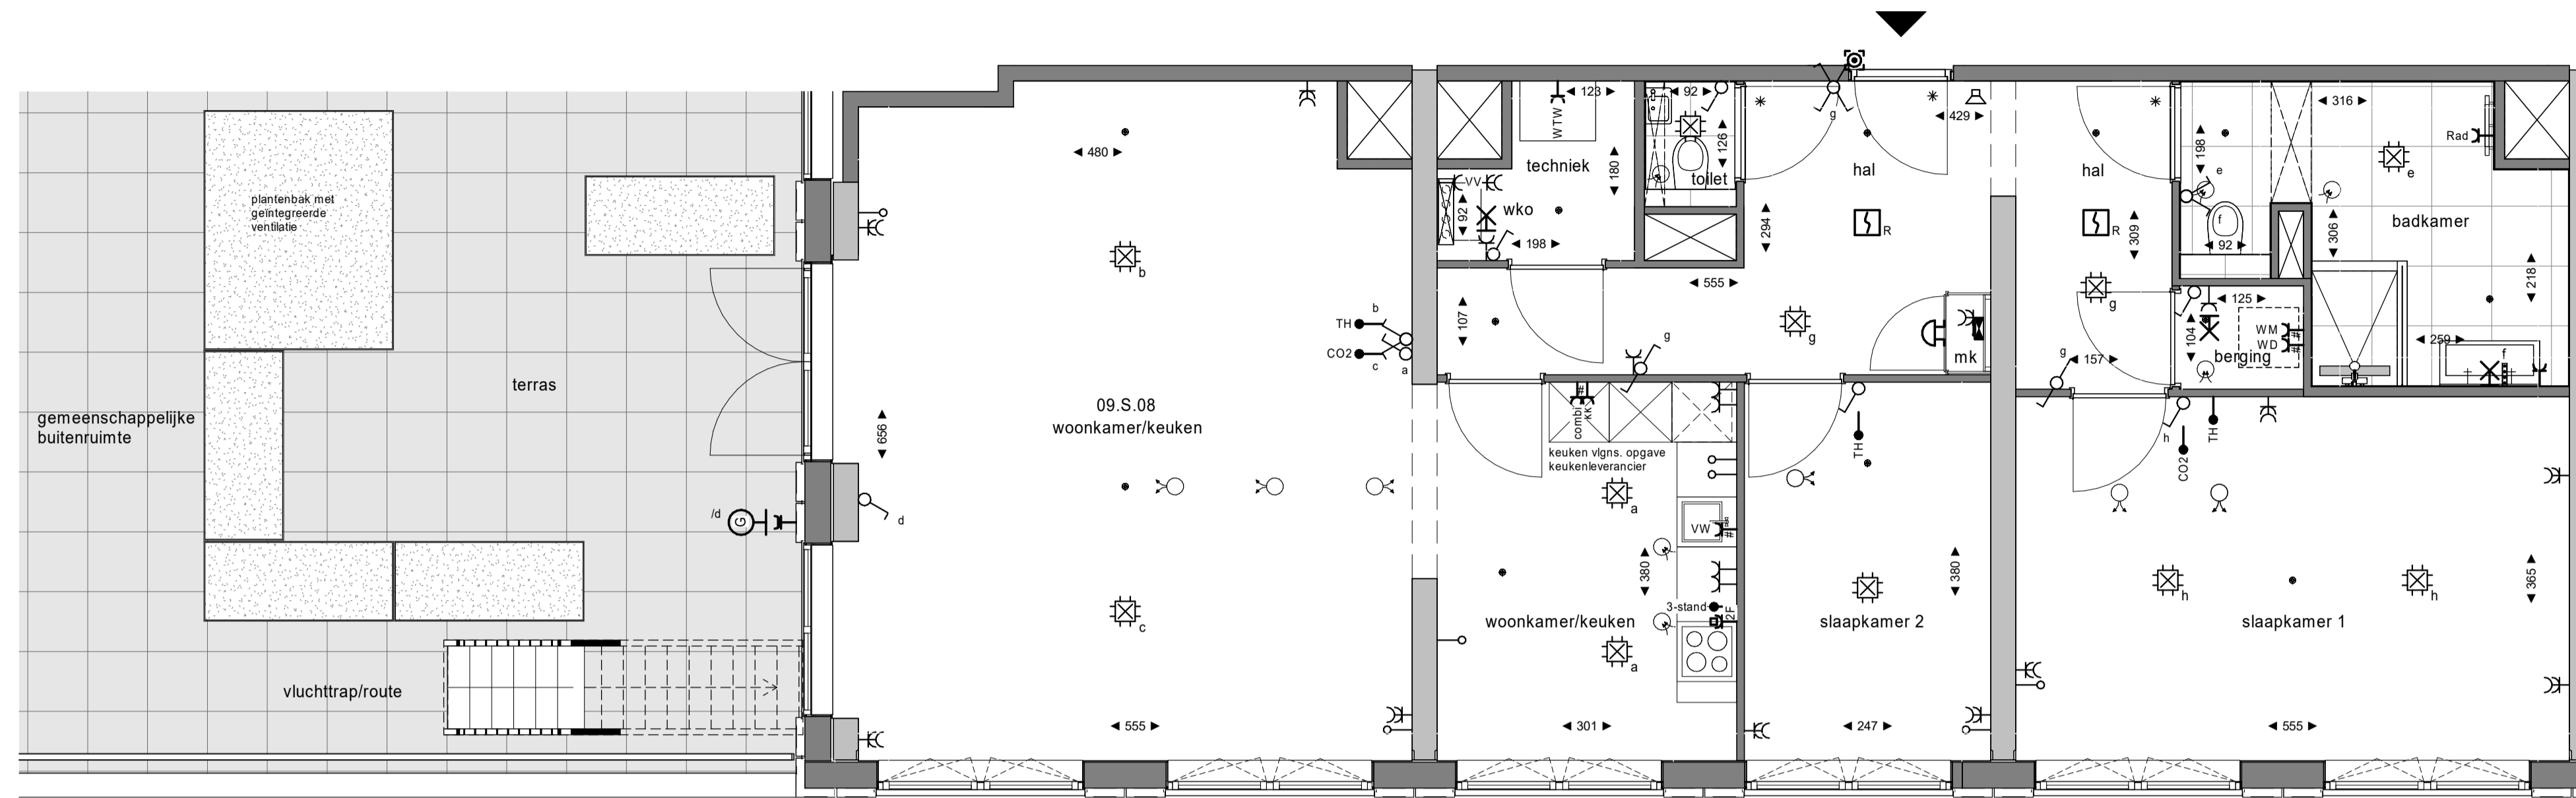 gemeenschappelijke
buitenruimte
plantenbak met
geïntegreerde
ventilatie
terras
vluchttrap/route
/d
G
d
480
b
656
09.S.08
woonkamer/keuken
c
555
TH
b
CO2
c
a
123
WTW
techniek
180
VV
92
wko
198
92
126
toilet
g
429
hal
294
R
555
107
g
g
mk
combi
kk
#
keuken vlgns. opgave
keukenleverancier
a
VW
#
380
3-stand
2F
woonkamer/keuken
a
301
TH
380
slaapkamer 2
247
hal
R
309
g
g
157
198
e
f
92
316
e
Rad
badkamer
306
218
125
104
WM
WD
#
#
berging
259
f
h
CO2
TH
h
h
365
slaapkamer 1
555